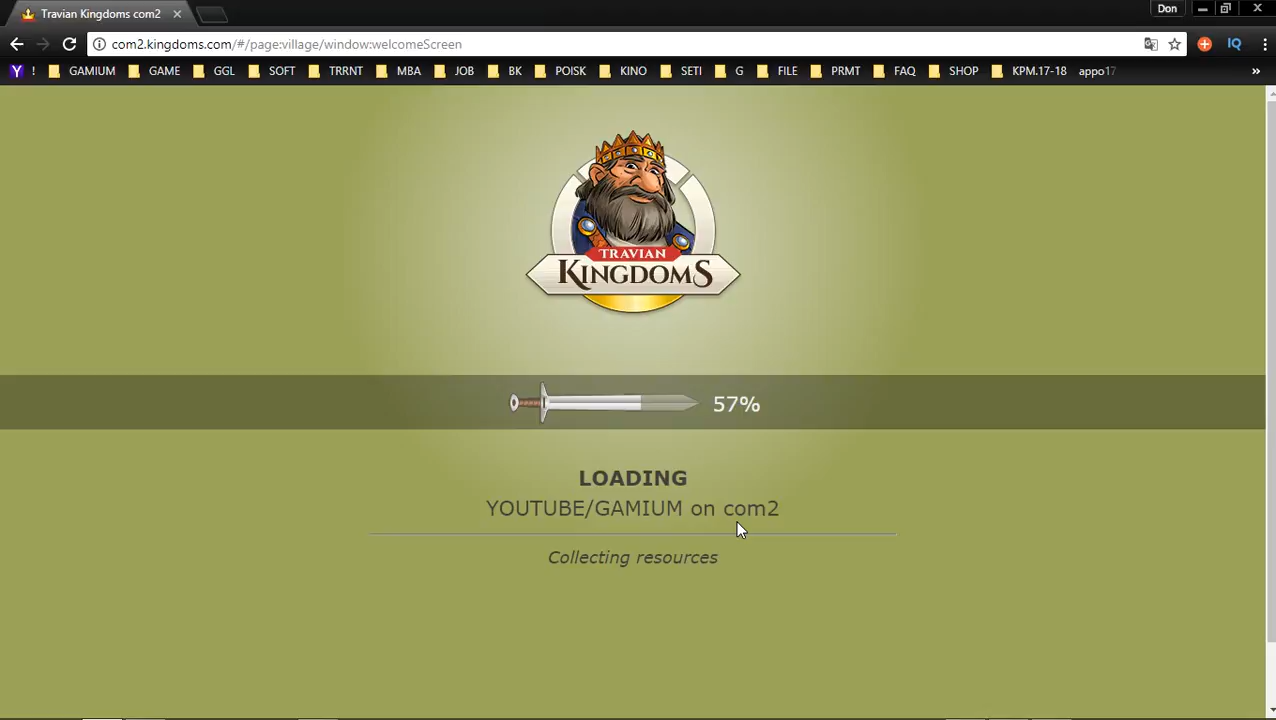 Travian Kingdoms com2
Don
com2.kingdoms.com/#/page:village/window:welcomeScreen
IQ
Y ! GAMIUM GAME GGL SOFT TRRNT MBA JOB BK POISK KINO SETI G FILE PRMT FAQ SHOP KPM.17-18 appo17 »
TRAVIAN
KINGDOMS
57%
LOADING
YOUTUBE/GAMIUM on com2
Collecting resources